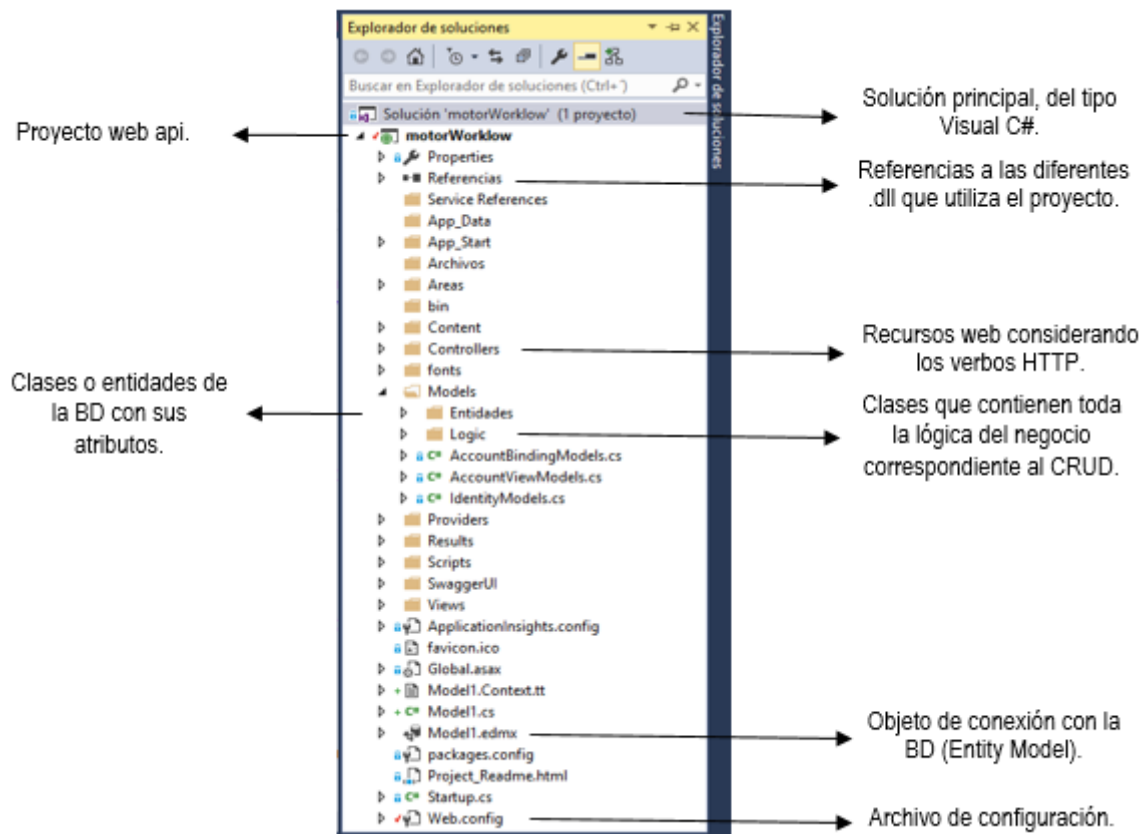 Explorador de soluciones
Buscar en Explorador de soluciones (Ctrl+¨)
Solución 'motorWorklow' (1 proyecto)
motorWorklow
Properties
Referencias
Service References
App_Data
App_Start
Archivos
Areas
bin
Content
Controllers
fonts
Models
Entidades
Logic
AccountBindingModels.cs
AccountViewModels.cs
IdentityModels.cs
Providers
Results
Scripts
SwaggerUI
Views
ApplicationInsights.config
favicon.ico
Global.asax
Model1.Context.tt
Model1.cs
Model1.edmx
packages.config
Project_Readme.html
Startup.cs
Web.config
Explorador de soluciones
Proyecto web api.
Clases o entidades de
la BD con sus
atributos.
Solución principal, del tipo
Visual C#.
Referencias a las diferentes
.dll que utiliza el proyecto.
Recursos web considerando
los verbos HTTP.
Clases que contienen toda
la lógica del negocio
correspondiente al CRUD.
Objeto de conexión con la
BD (Entity Model).
Archivo de configuración.